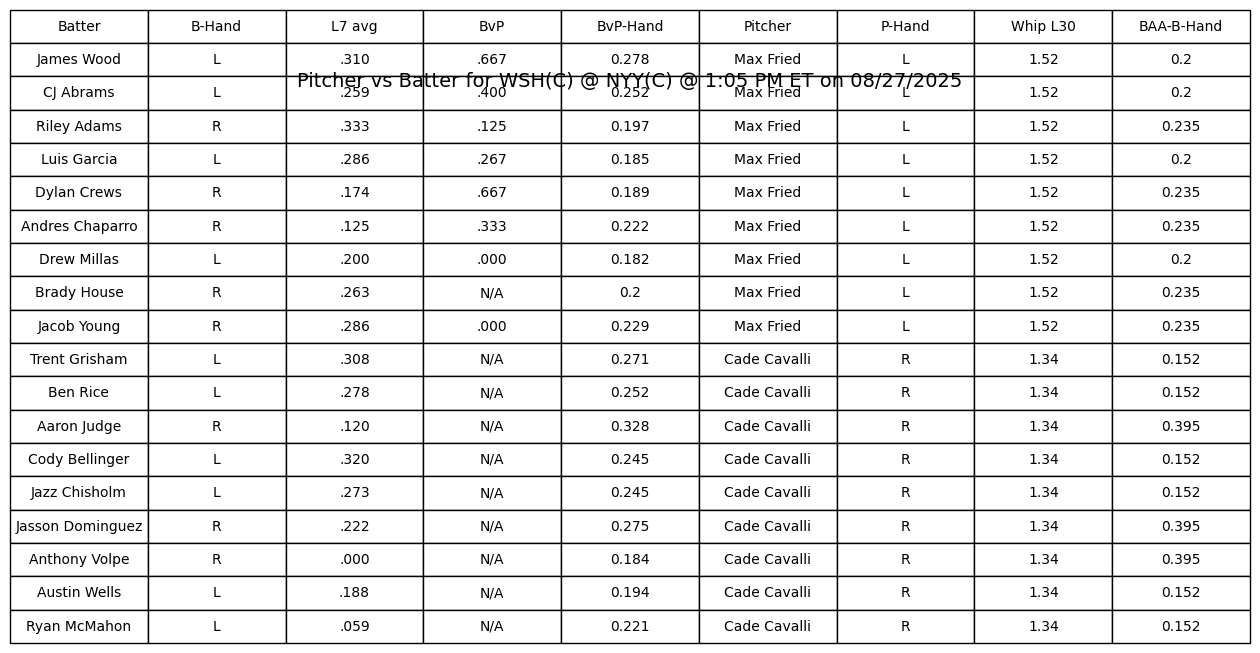 Batter B-Hand L7 avg BvP BvP-Hand Pitcher P-Hand Whip L30 BAA-B-Hand
James Wood L .310 .667 0.278 Max Fried L 1.52 0.2
Pitcher vs Batter for WSH(C) @ NYY(C) @ 1:05 PM ET on 08/27/2025
CJ Abrams L .259 .400 0.252 Max Fried L 1.52 0.2
Riley Adams R .333 .125 0.197 Max Fried L 1.52 0.235
Luis Garcia L .286 .267 0.185 Max Fried L 1.52 0.2
Dylan Crews R .174 .667 0.189 Max Fried L 1.52 0.235
Andres Chaparro R .125 .333 0.222 Max Fried L 1.52 0.235
Drew Millas L .200 .000 0.182 Max Fried L 1.52 0.2
Brady House R .263 N/A 0.2 Max Fried L 1.52 0.235
Jacob Young R .286 .000 0.229 Max Fried L 1.52 0.235
Trent Grisham L .308 N/A 0.271 Cade Cavalli R 1.34 0.152
Ben Rice L .278 N/A 0.252 Cade Cavalli R 1.34 0.152
Aaron Judge R .120 N/A 0.328 Cade Cavalli R 1.34 0.395
Cody Bellinger L .320 N/A 0.245 Cade Cavalli R 1.34 0.152
Jazz Chisholm L .273 N/A 0.245 Cade Cavalli R 1.34 0.152
Jasson Dominguez R .222 N/A 0.275 Cade Cavalli R 1.34 0.395
Anthony Volpe R .000 N/A 0.184 Cade Cavalli R 1.34 0.395
Austin Wells L .188 N/A 0.194 Cade Cavalli R 1.34 0.152
Ryan McMahon L .059 N/A 0.221 Cade Cavalli R 1.34 0.152